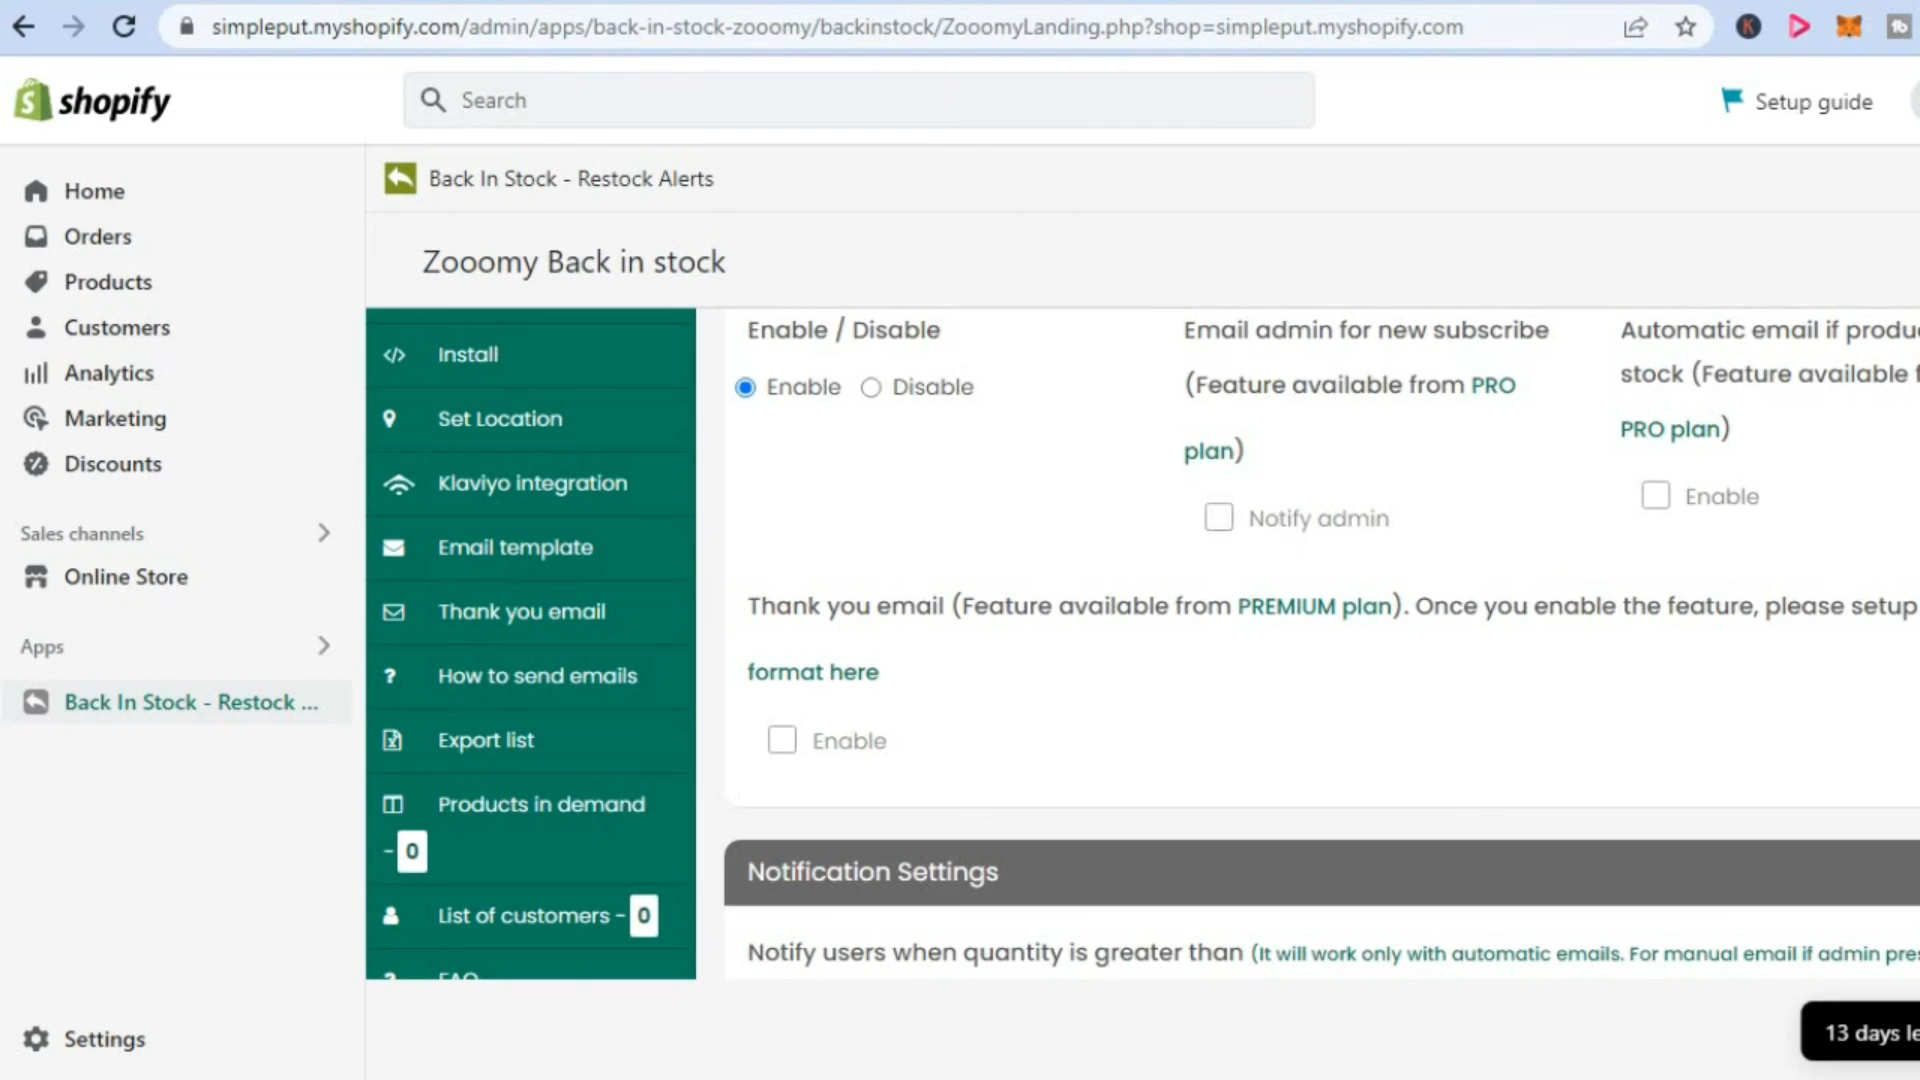 simpleput.myshopify.com/admin/apps/back-in-stock-zooomy/backinstock/ZooomyLanding.php?shop=simpleput.myshopify.com
shopify
Search
Setup guide
Back In Stock - Restock Alerts
Zooomy Back in stock
Home
Orders
Products
Customers
Analytics
Marketing
Discounts
Sales channels
Online Store
Apps
Back In Stock - Restock ...
Settings
Install
Set Location
Klaviyo integration
Email template
Thank you email
How to send emails
Export list
Products in demand
- 0
List of customers - 0
FAQ
Enable / Disable
Enable Disable
Email admin for new subscribe
(Feature available from PRO
plan)
Notify admin
Automatic email if
stock (Feature available
PRO plan)
Enable
Thank you email (Feature available from PREMIUM plan). Once you enable the feature, please setup
format here
Enable
Notification Settings
Notify users when quantity is greater than (It will work only with automatic emails. For manual email if admin
13 days